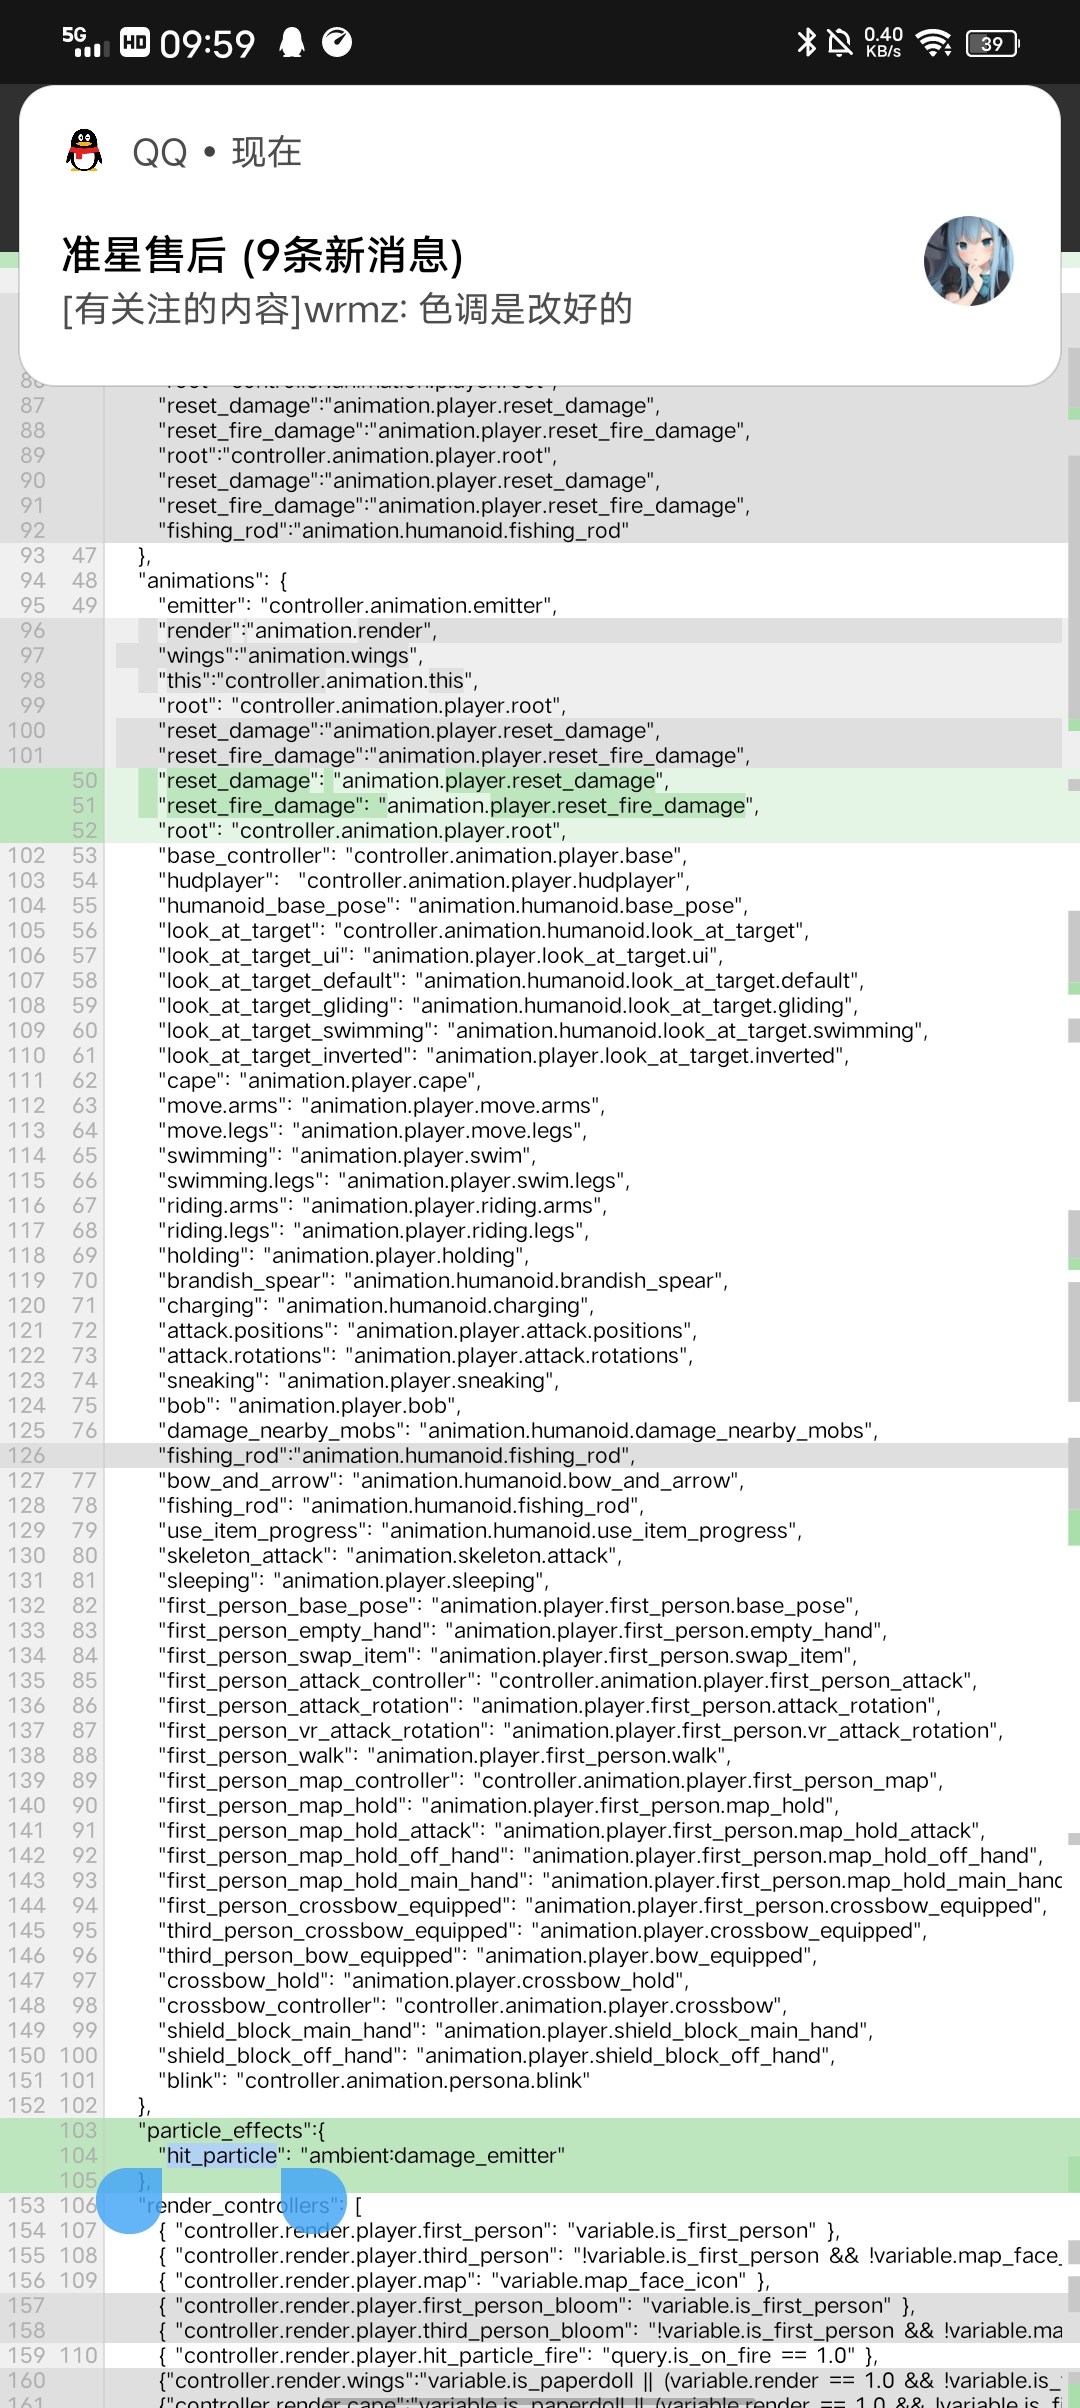 5G HD 09:59 0.40 KB/s 39
QQ • 现在
准星售后 (9条新消息)
[有关注的内容]wrmz: 色调是改好的
87 "reset_damage":"animation.player.reset_damage",
88 "reset_fire_damage":"animation.player.reset_fire_damage",
89 "root":"controller.animation.player.root",
90 "reset_damage":"animation.player.reset_damage",
91 "reset_fire_damage":"animation.player.reset_fire_damage",
92 "fishing_rod":"animation.humanoid.fishing_rod"
93 47 },
94 48 "animations": {
95 49 "emitter": "controller.animation.emitter",
96 "render":"animation.render",
97 "wings":"animation.wings",
98 "this":"controller.animation.this",
99 "root": "controller.animation.player.root",
100 "reset_damage":"animation.player.reset_damage",
101 "reset_fire_damage":"animation.player.reset_fire_damage",
50 "reset_damage": "animation.player.reset_damage",
51 "reset_fire_damage": "animation.player.reset_fire_damage",
52 "root": "controller.animation.player.root",
102 53 "base_controller": "controller.animation.player.base",
103 54 "hudplayer": "controller.animation.player.hudplayer",
104 55 "humanoid_base_pose": "animation.humanoid.base_pose",
105 56 "look_at_target": "controller.animation.humanoid.look_at_target",
106 57 "look_at_target_ui": "animation.player.look_at_target.ui",
107 58 "look_at_target_default": "animation.humanoid.look_at_target.default",
108 59 "look_at_target_gliding": "animation.humanoid.look_at_target.gliding",
109 60 "look_at_target_swimming": "animation.humanoid.look_at_target.swimming",
110 61 "look_at_target_inverted": "animation.player.look_at_target.inverted",
111 62 "cape": "animation.player.cape",
112 63 "move.arms": "animation.player.move.arms",
113 64 "move.legs": "animation.player.move.legs",
114 65 "swimming": "animation.player.swim",
115 66 "swimming.legs": "animation.player.swim.legs",
116 67 "riding.arms": "animation.player.riding.arms",
117 68 "riding.legs": "animation.player.riding.legs",
118 69 "holding": "animation.player.holding",
119 70 "brandish_spear": "animation.humanoid.brandish_spear",
120 71 "charging": "animation.humanoid.charging",
121 72 "attack.positions": "animation.player.attack.positions",
122 73 "attack.rotations": "animation.player.attack.rotations",
123 74 "sneaking": "animation.player.sneaking",
124 75 "bob": "animation.player.bob",
125 76 "damage_nearby_mobs": "animation.humanoid.damage_nearby_mobs",
126 "fishing_rod":"animation.humanoid.fishing_rod",
127 77 "bow_and_arrow": "animation.humanoid.bow_and_arrow",
128 78 "fishing_rod": "animation.humanoid.fishing_rod",
129 79 "use_item_progress": "animation.humanoid.use_item_progress",
130 80 "skeleton_attack": "animation.skeleton.attack",
131 81 "sleeping": "animation.player.sleeping",
132 82 "first_person_base_pose": "animation.player.first_person.base_pose",
133 83 "first_person_empty_hand": "animation.player.first_person.empty_hand",
134 84 "first_person_swap_item": "animation.player.first_person.swap_item",
135 85 "first_person_attack_controller": "controller.animation.player.first_person_attack",
136 86 "first_person_attack_rotation": "animation.player.first_person.attack_rotation",
137 87 "first_person_vr_attack_rotation": "animation.player.first_person.vr_attack_rotation",
138 88 "first_person_walk": "animation.player.first_person.walk",
139 89 "first_person_map_controller": "controller.animation.player.first_person_map",
140 90 "first_person_map_hold": "animation.player.first_person.map_hold",
141 91 "first_person_map_hold_attack": "animation.player.first_person.map_hold_attack",
142 92 "first_person_map_hold_off_hand": "animation.player.first_person.map_hold_off_hand",
143 93 "first_person_map_hold_main_hand": "animation.player.first_person.map_hold_main_hand
144 94 "first_person_crossbow_equipped": "animation.player.first_person.crossbow_equipped",
145 95 "third_person_crossbow_equipped": "animation.player.crossbow_equipped",
146 96 "third_person_bow_equipped": "animation.player.bow_equipped",
147 97 "crossbow_hold": "animation.player.crossbow_hold",
148 98 "crossbow_controller": "controller.animation.player.crossbow",
149 99 "shield_block_main_hand": "animation.player.shield_block_main_hand",
150 100 "shield_block_off_hand": "animation.player.shield_block_off_hand",
151 101 "blink": "controller.animation.persona.blink"
152 102 },
103 "particle_effects":{
104 "hit_particle": "ambient:damage_emitter"
105 },
153 106 "render_controllers": [
154 107 { "controller.render.player.first_person": "variable.is_first_person" },
155 108 { "controller.render.player.third_person": "!variable.is_first_person && !variable.map_face_
156 109 { "controller.render.player.map": "variable.map_face_icon" },
157 { "controller.render.player.first_person_bloom": "variable.is_first_person" },
158 { "controller.render.player.third_person_bloom": "!variable.is_first_person && !variable.ma
159 110 { "controller.render.player.hit_particle_fire": "query.is_on_fire == 1.0" },
160 {"controller.render.wings":"variable.is_paperdoll || (variable.render == 1.0 && !variable.is_